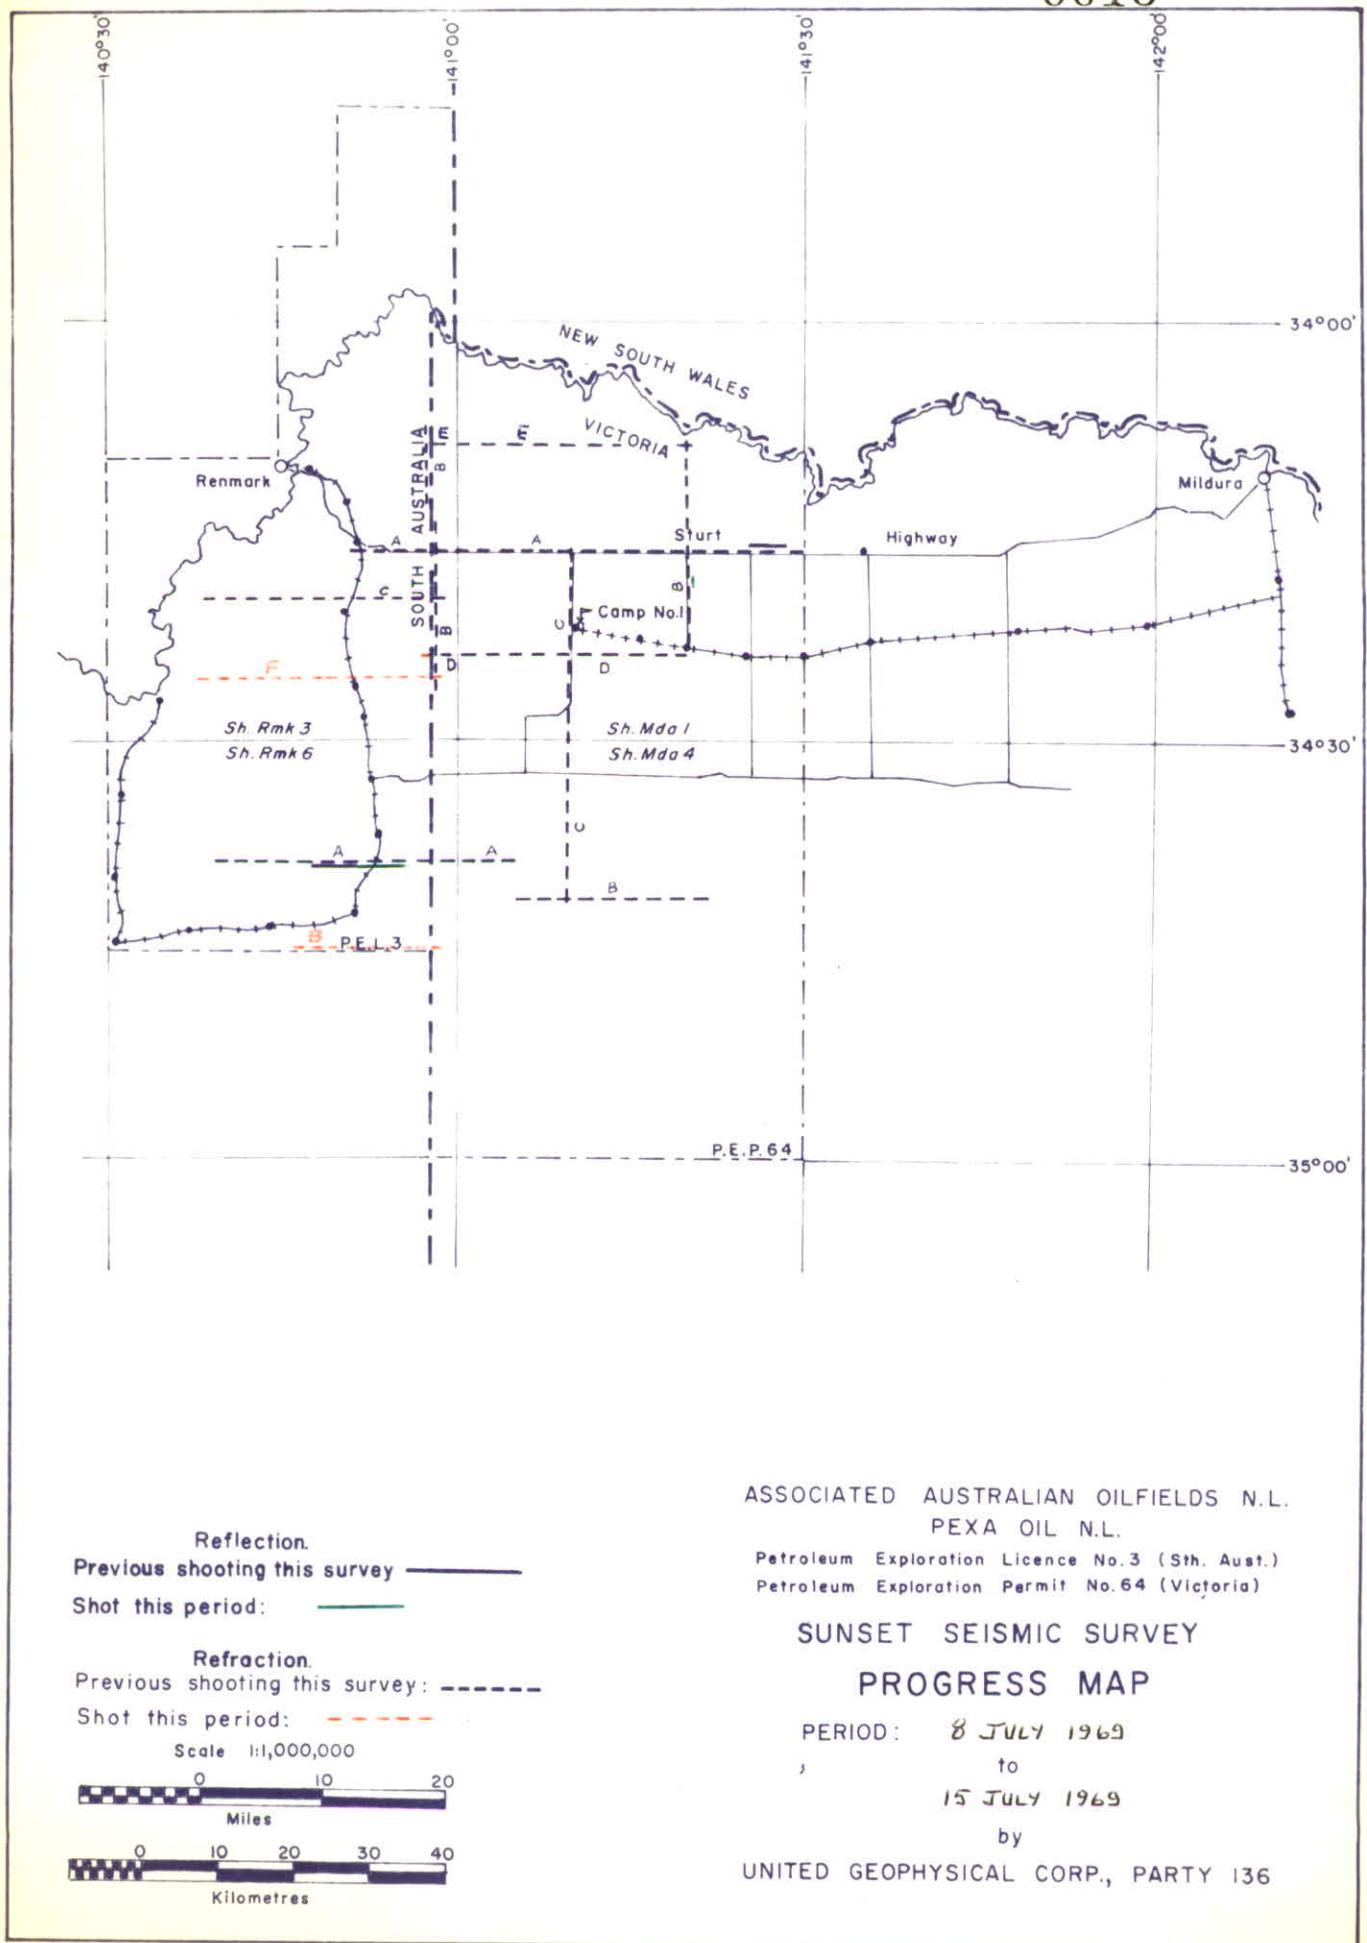 140°30'
141°00'
141°30'
142°00'
34°00'
NEW SOUTH WALES
VICTORIA
E
E
B
Renmark
SOUTH AUSTRALIA
Mildura
A
A
Sturt
Highway
C
B
C
Camp No.1
B
D
D
F
Sh. Rmk 3
Sh. Mda 1
34°30'
Sh. Rmk 6
Sh. Mda 4
C
A
A
B
B
P.E.L.3
P.E.P. 64
35°00'
Reflection.
Previous shooting this survey
Shot this period:
Refraction.
Previous shooting this survey:
Shot this period:
Scale 1:1,000,000
0 10 20
Miles
0 10 20 30 40
Kilometres
ASSOCIATED AUSTRALIAN OILFIELDS N.L.
PEXA OIL N.L.
Petroleum Exploration Licence No.3 (Sth. Aust.)
Petroleum Exploration Permit No.64 (Victoria)
SUNSET SEISMIC SURVEY
PROGRESS MAP
PERIOD: 8 JULY 1969
to
15 JULY 1969
by
UNITED GEOPHYSICAL CORP., PARTY 136